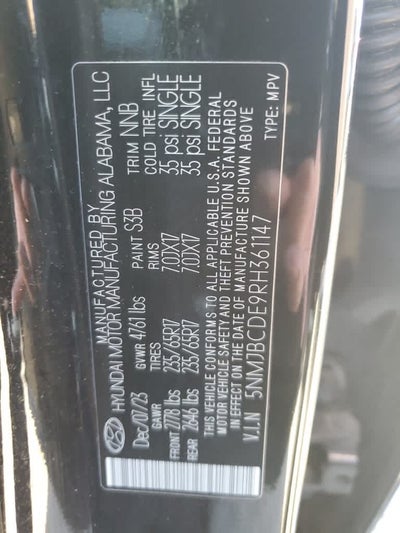 MANUFACTURED BY
HYUNDAI MOTOR MANUFACTURING ALABAMA, LLC
Dec/07/23 GVWR 4761 lbs PAINT S3B TRIM NNB
GAWR TIRES RIMS COLD TIRE INFL
FRONT 2778 lbs 235/65R17 7.0JX17 35 psi SINGLE
REAR 2646 lbs 235/65R17 7.0JX17 35 psi SINGLE
THIS VEHICLE CONFORMS TO ALL APPLICABLE U.S.A. FEDERAL
MOTOR VEHICLE SAFETY AND THEFT PREVENTION STANDARDS
IN EFFECT ON THE DATE OF MANUFACTURE SHOWN ABOVE
V.I.N 5NMJBCDE9RH361147 TYPE: MPV